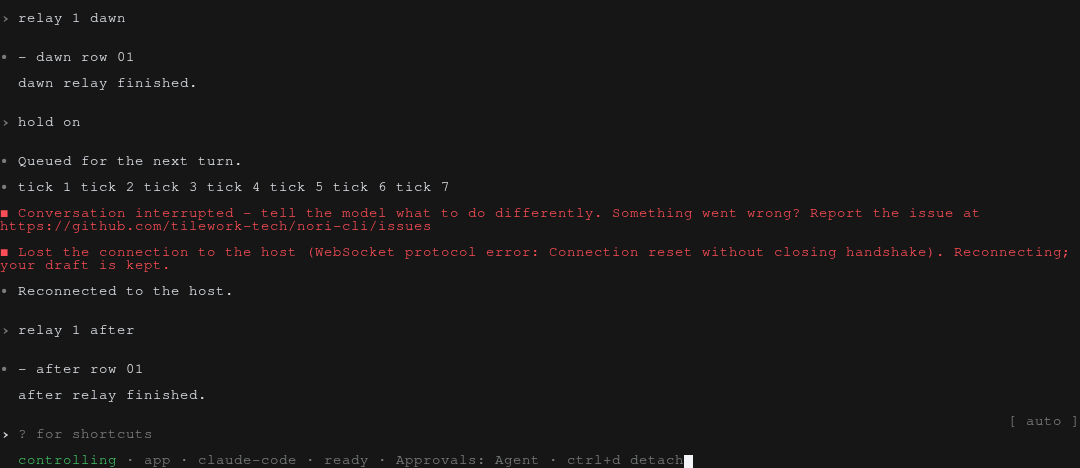 › relay 1 dawn
• - dawn row 01
dawn relay finished.
› hold on
• Queued for the next turn.
• tick 1 tick 2 tick 3 tick 4 tick 5 tick 6 tick 7
■ Conversation interrupted - tell the model what to do differently. Something went wrong? Report the issue at
https://github.com/tilework-tech/nori-cli/issues
■ Lost the connection to the host (WebSocket protocol error: Connection reset without closing handshake). Reconnecting;
your draft is kept.
• Reconnected to the host.
› relay 1 after
• - after row 01
after relay finished.
[ auto ]
› ? for shortcuts
controlling · app · claude-code · ready · Approvals: Agent · ctrl+d detach